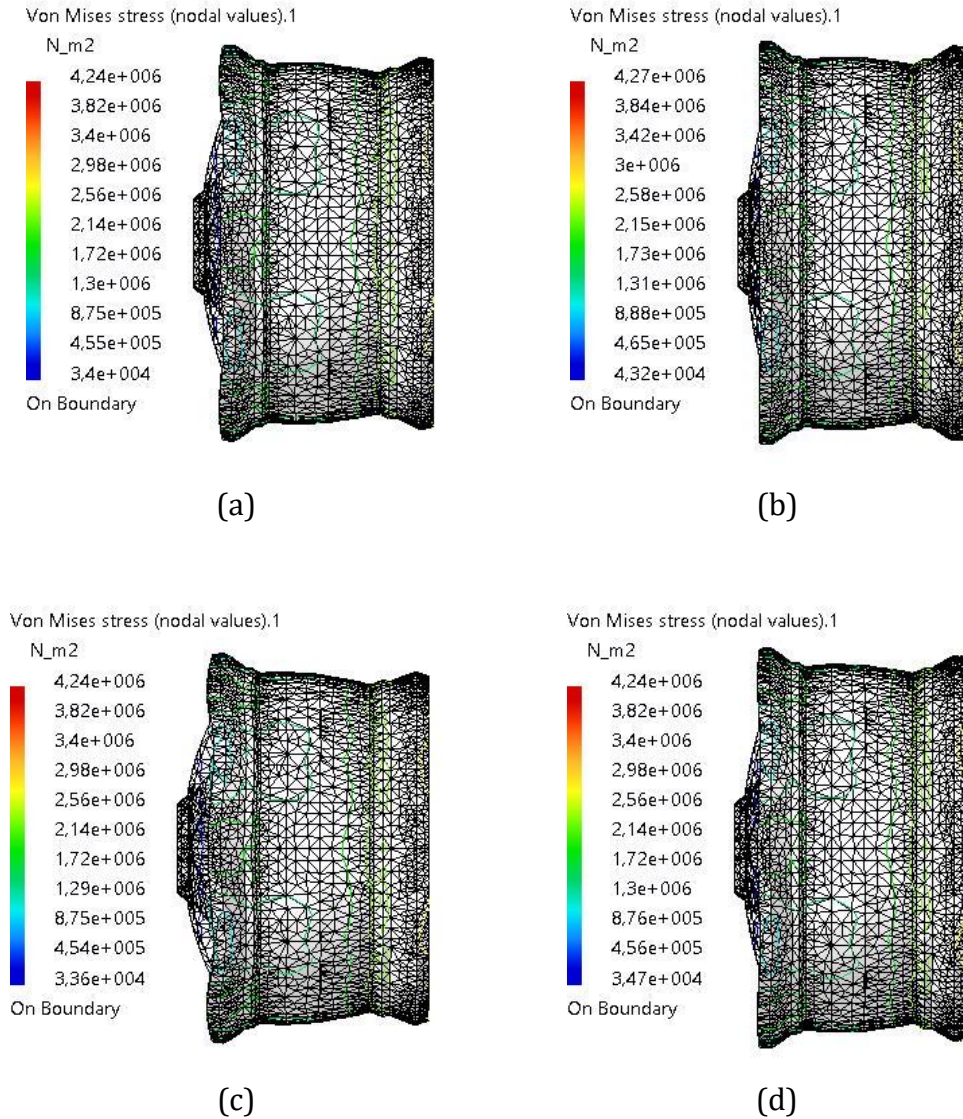 Von Mises stress (nodal values).1
N_m2
4,24e+006
3,82e+006
3,4e+006
2,98e+006
2,56e+006
2,14e+006
1,72e+006
1,3e+006
8,75e+005
4,55e+005
3,4e+004
On Boundary
(a)
Von Mises stress (nodal values).1
N_m2
4,27e+006
3,84e+006
3,42e+006
3e+006
2,58e+006
2,15e+006
1,73e+006
1,31e+006
8,88e+005
4,65e+005
4,32e+004
On Boundary
(b)
Von Mises stress (nodal values).1
N_m2
4,24e+006
3,82e+006
3,4e+006
2,98e+006
2,56e+006
2,14e+006
1,72e+006
1,29e+006
8,75e+005
4,54e+005
3,36e+004
On Boundary
(c)
Von Mises stress (nodal values).1
N_m2
4,24e+006
3,82e+006
3,4e+006
2,98e+006
2,56e+006
2,14e+006
1,72e+006
1,3e+006
8,76e+005
4,56e+005
3,47e+004
On Boundary
(d)